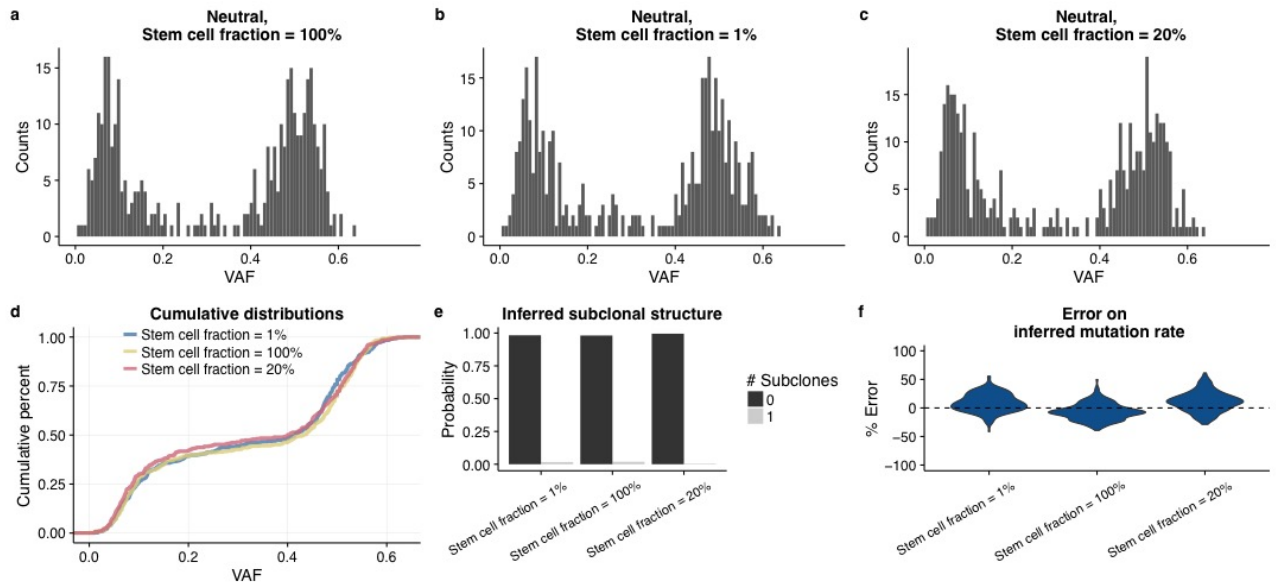 a
Neutral,
Stem cell fraction = 100%
15
10
5
0
Counts
0.0 0.2 0.4 0.6
VAF
b
Neutral,
Stem cell fraction = 1%
15
10
5
0
Counts
0.0 0.2 0.4 0.6
VAF
c
Neutral,
Stem cell fraction = 20%
15
10
5
0
Counts
0.0 0.2 0.4 0.6
VAF
d
Cumulative distributions
Stem cell fraction = 1%
Stem cell fraction = 100%
Stem cell fraction = 20%
1.00
0.75
0.50
0.25
0.00
Cumulative percent
0.0 0.2 0.4 0.6
VAF
e
Inferred subclonal structure
1.00
0.75
0.50
0.25
0.00
Probability
# Subclones
0
1
Stem cell fraction = 1%
Stem cell fraction = 100%
Stem cell fraction = 20%
f
Error on
inferred mutation rate
100
50
0
−50
−100
% Error
Stem cell fraction = 1%
Stem cell fraction = 100%
Stem cell fraction = 20%